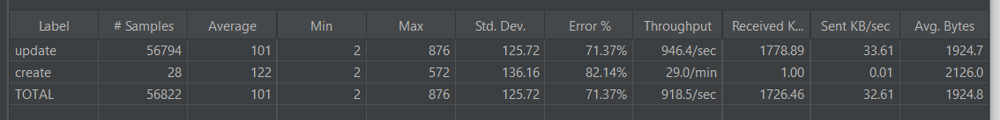 Label # Samples Average Min Max Std. Dev. Error % Throughput Received K... Sent KB/sec Avg. Bytes
update 56794 101 2 876 125.72 71.37% 946.4/sec 1778.89 33.61 1924.7
create 28 122 2 572 136.16 82.14% 29.0/min 1.00 0.01 2126.0
TOTAL 56822 101 2 876 125.72 71.37% 918.5/sec 1726.46 32.61 1924.8